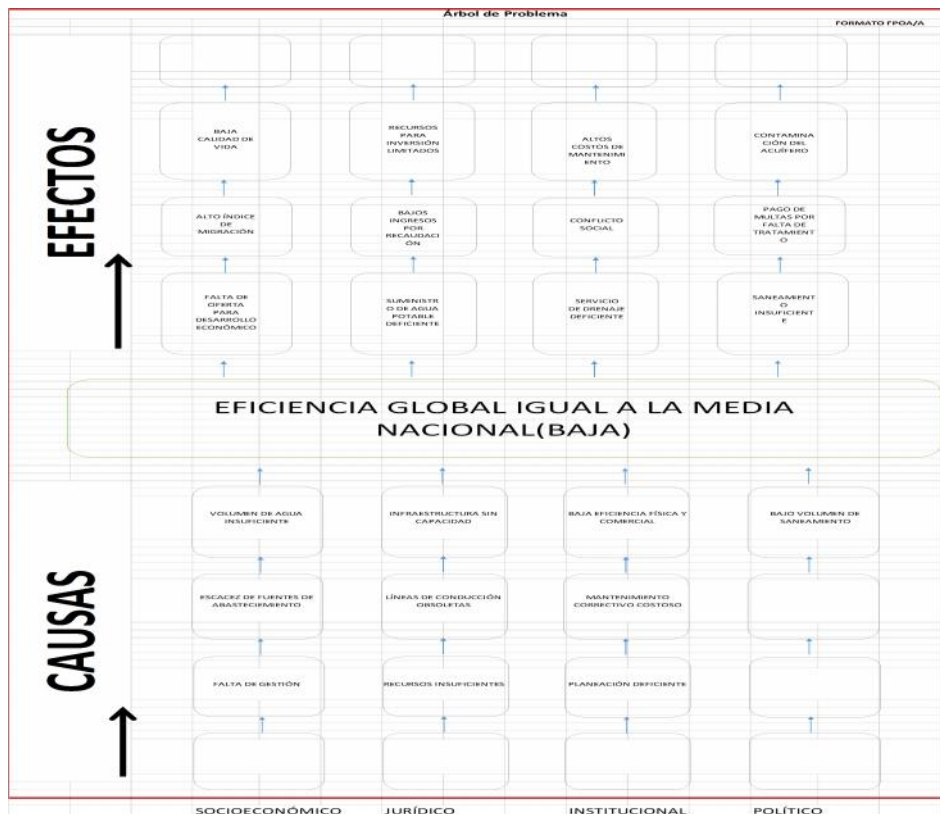 Árbol de Problema
FORMATO FPOA/A
EFECTOS
BAJA
CALIDAD DE
VIDA
RECURSOS
PARA
INVERSIÓN
LIMITADOS
ALTOS
COSTOS DE
MANTENIMI
ENTO
CONTAMINA
CIÓN DEL
ACUÍFERO
ALTO ÍNDICE
DE
MIGRACIÓN
BAJOS
INGRESOS
POR
RECAUDACI
ÓN
CONFLICTO
SOCIAL
PAGO DE
MULTAS POR
FALTA DE
TRATAMIENT
O
FALTA DE
OFERTA
PARA
DESARROLLO
ECONÓMICO
SUMINISTR
O DE AGUA
POTABLE
DEFICIENTE
SERVICIO
DE DRENAJE
DEFICIENTE
SANEAMIENT
O
INSUFICIENT
E
EFICIENCIA GLOBAL IGUAL A LA MEDIA
NACIONAL(BAJA)
CAUSAS
VOLUMEN DE AGUA
INSUFICIENTE
INFRAESTRUCTURA SIN
CAPACIDAD
BAJA EFICIENCIA FÍSICA Y
COMERCIAL
BAJO VOLUMEN DE
SANEAMIENTO
ESCACEZ DE FUENTES DE
ABASTECIEMIENTO
LÍNEAS DE CONDUCCIÓN
OBSOLETAS
MANTENIMIENTO
CORRECTIVO COSTOSO
FALTA DE GESTIÓN
RECURSOS INSUFICIENTES
PLANEACIÓN DEFICIENTE
SOCIOECONÓMICO
JURÍDICO
INSTITUCIONAL
POLÍTICO